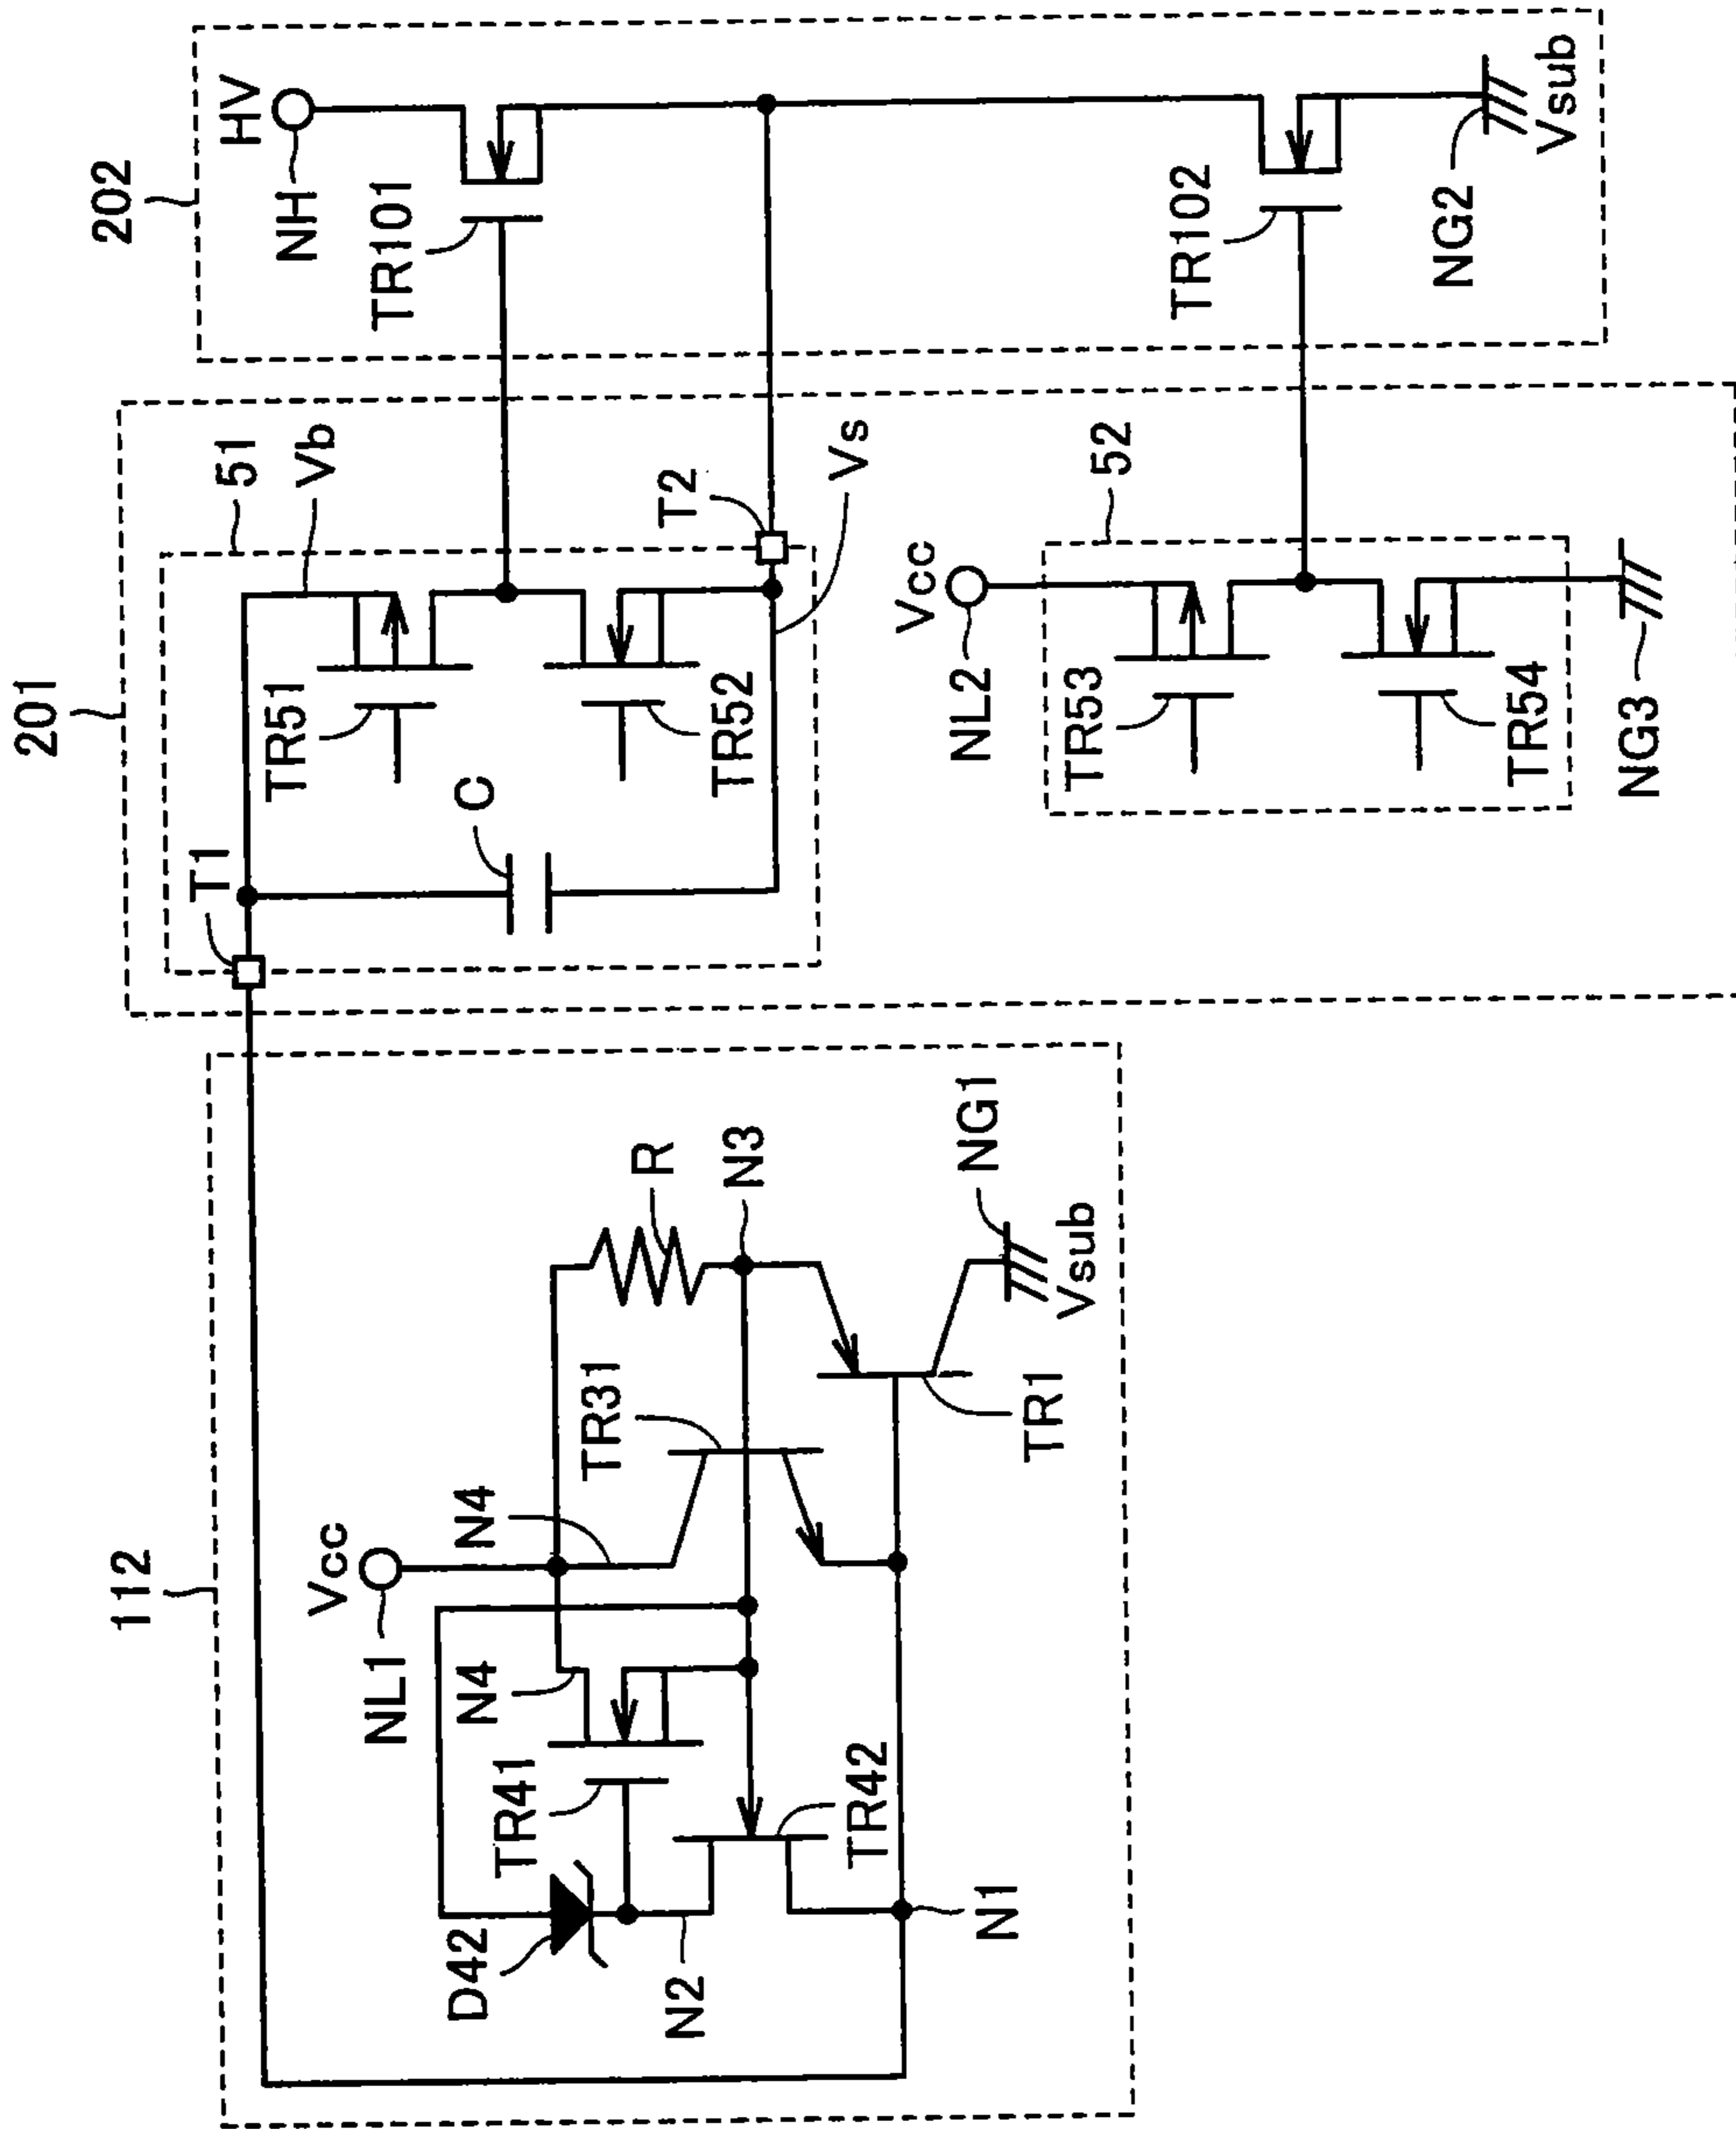 112
Vcc
NL1
N4
N4
TR41
D42
N2
TR42
N1
TR31
R
N3
TR1
NG1
Vsub
201
T1
51
Vb
TR51
C
TR52
T2
Vs
Vcc
NL2
52
TR53
TR54
NG3
202
HV
NH
TR101
TR102
NG2
Vsub